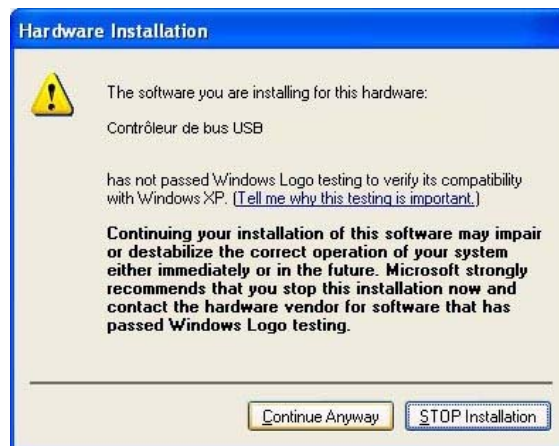 Hardware Installation
The software you are installing for this hardware:
Contrôleur de bus USB
has not passed Windows Logo testing to verify its compatibility
with Windows XP. (Tell me why this testing is important.)
Continuing your installation of this software may impair
or destabilize the correct operation of your system
either immediately or in the future. Microsoft strongly
recommends that you stop this installation now and
contact the hardware vendor for software that has
passed Windows Logo testing.
Continue Anyway
STOP Installation